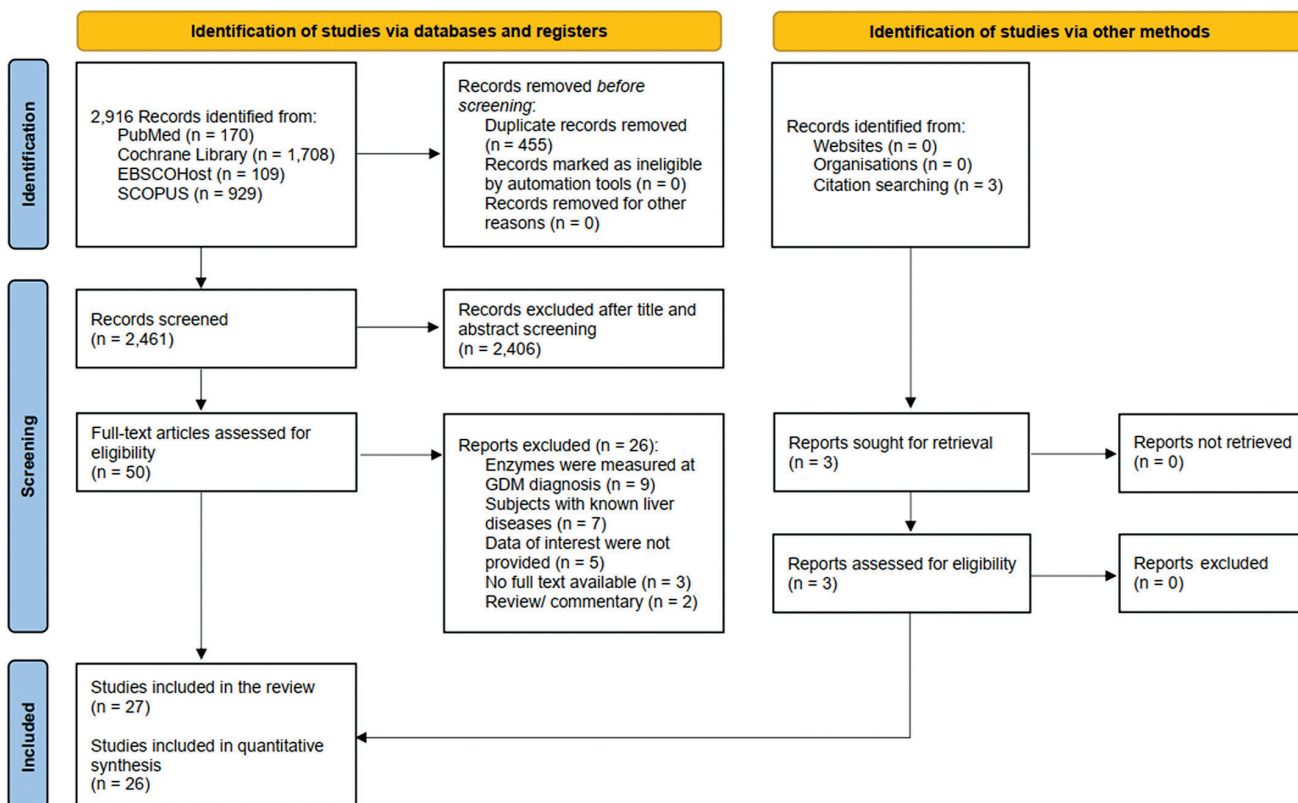 Identification of studies via databases and registers
Identification of studies via other methods
Identification
2,916 Records identified from:
PubMed (n = 170)
Cochrane Library (n = 1,708)
EBSCOHost (n = 109)
SCOPUS (n = 929)
Records removed before
screening:
Duplicate records removed
(n = 455)
Records marked as ineligible
by automation tools (n = 0)
Records removed for other
reasons (n = 0)
Records identified from:
Websites (n = 0)
Organisations (n = 0)
Citation searching (n = 3)
Screening
Records screened
(n = 2,461)
Records excluded after title and
abstract screening
(n = 2,406)
Full-text articles assessed for
eligibility
(n = 50)
Reports excluded (n = 26):
Enzymes were measured at
GDM diagnosis (n = 9)
Subjects with known liver
diseases (n = 7)
Data of interest were not
provided (n = 5)
No full text available (n = 3)
Review/ commentary (n = 2)
Reports sought for retrieval
(n = 3)
Reports not retrieved
(n = 0)
Reports assessed for eligibility
(n = 3)
Reports excluded
(n = 0)
Included
Studies included in the review
(n = 27)
Studies included in quantitative
synthesis
(n = 26)